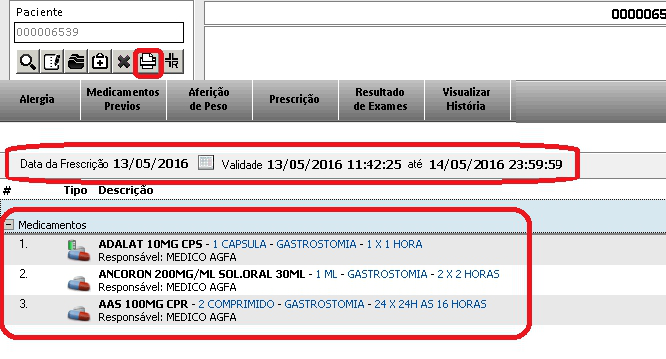 Paciente
000006539
0000065
Alergia
Medicamentos Previos
Aferição de Peso
Prescrição
Resultado de Exames
Visualizar História
Data da Frescrição 13/05/2016 Validade 13/05/2016 11:42:25 até 14/05/2016 23:59:59
# Tipo Descrição
Medicamentos
1. ADALAT 10MG CPS - 1 CAPSULA - GASTROSTOMIA - 1 X 1 HORA
Responsável: MEDICO AGFA
2. ANCORON 200MG/ML SOL.ORAL 30ML - 1 ML - GASTROSTOMIA - 2 X 2 HORAS
Responsável: MEDICO AGFA
3. AAS 100MG CPR - 2 COMPRIMIDO - GASTROSTOMIA - 24 X 24H AS 16 HORAS
Responsável: MEDICO AGFA